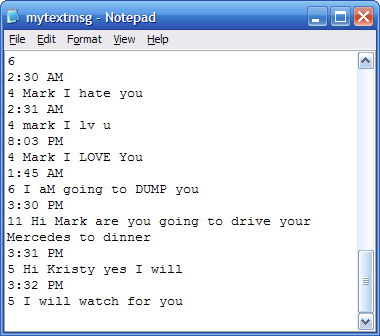 mytextmsg - Notepad
File Edit Format View Help
6
2:30 AM
4 Mark I hate you
2:31 AM
4 mark I lv u
8:03 PM
4 Mark I LOVE You
1:45 AM
6 I aM going to DUMP you
3:30 PM
11 Hi Mark are you going to drive your
Mercedes to dinner
3:31 PM
5 Hi Kristy yes I will
3:32 PM
5 I will watch for you